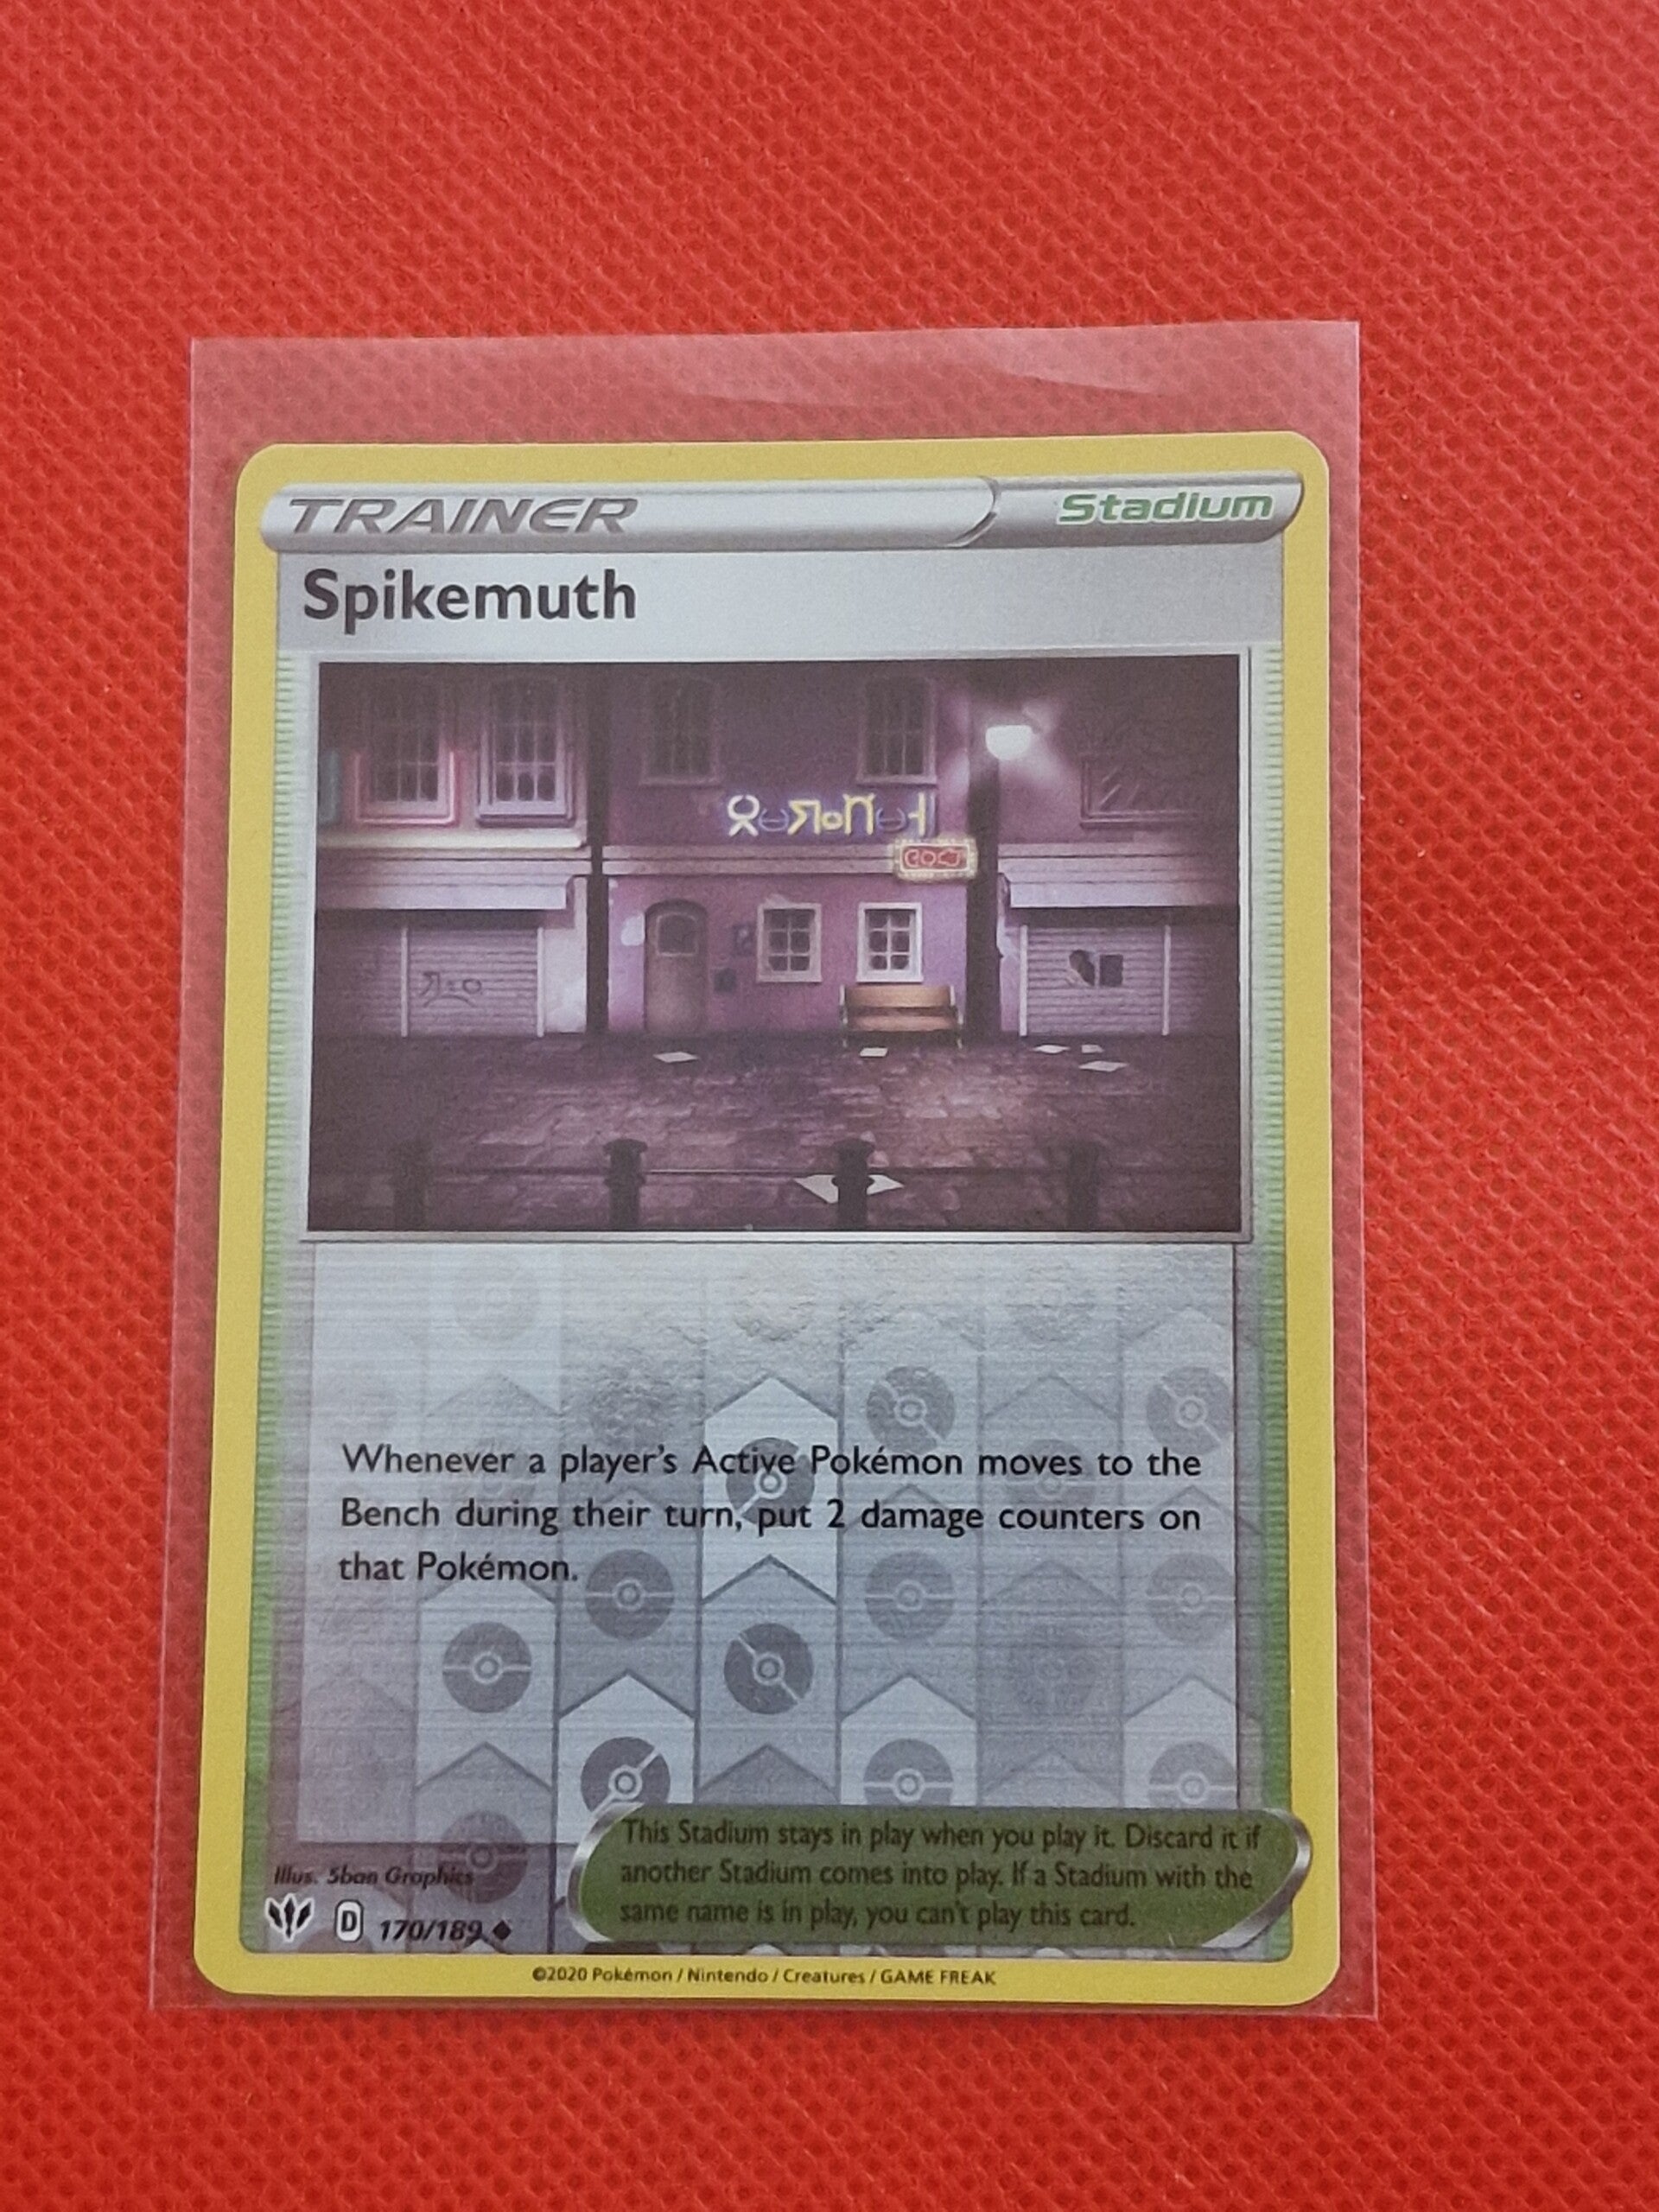 TRAINER Stadium
Spikemuth
Whenever a player's Active Pokémon moves to the
Bench during their turn, put 2 damage counters on
that Pokémon.
This Stadium stays in play when you play it. Discard it if
another Stadium comes into play. If a Stadium with the
same name is in play, you can't play this card.
Illus. 5ban Graphics
D 170/189
©2020 Pokémon / Nintendo / Creatures / GAME FREAK